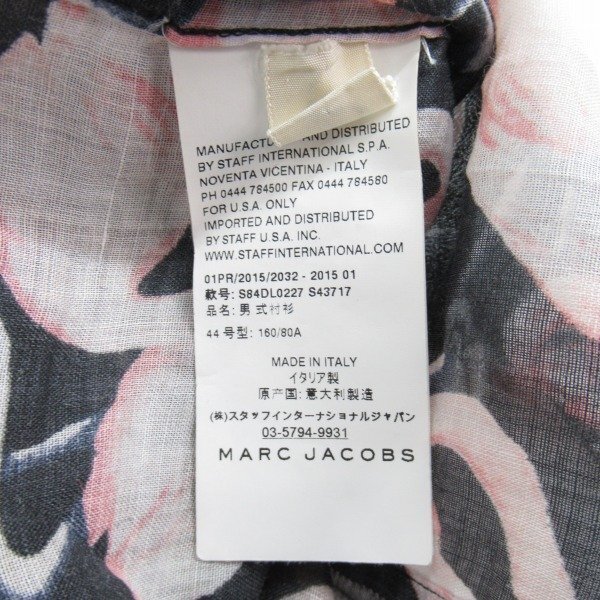 MANUFACTURED AND DISTRIBUTED
BY STAFF INTERNATIONAL S.P.A.
NOVENTA VICENTINA - ITALY
PH 0444 784500 FAX 0444 784580
FOR U.S.A. ONLY
IMPORTED AND DISTRIBUTED
BY STAFF U.S.A. INC.
WWW.STAFFINTERNATIONAL.COM
01PR/2015/2032 - 2015 01
款号: S84DL0227 S43717
品名: 男 式衬衫
44 号型: 160/80A
MADE IN ITALY
イタリア製
原产国: 意大利製造
(株)スタッフインターナショナルジャパン
03-5794-9931
MARC JACOBS